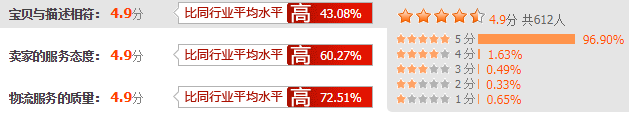 宝贝与描述相符： 4.9分 比同行业平均水平 高 43.08%
卖家的服务态度： 4.9分 比同行业平均水平 高 60.27%
物流服务的质量： 4.9分 比同行业平均水平 高 72.51%
4.9分 共612人
5分 96.90%
4分 1.63%
3分 0.49%
2分 0.33%
1分 0.65%